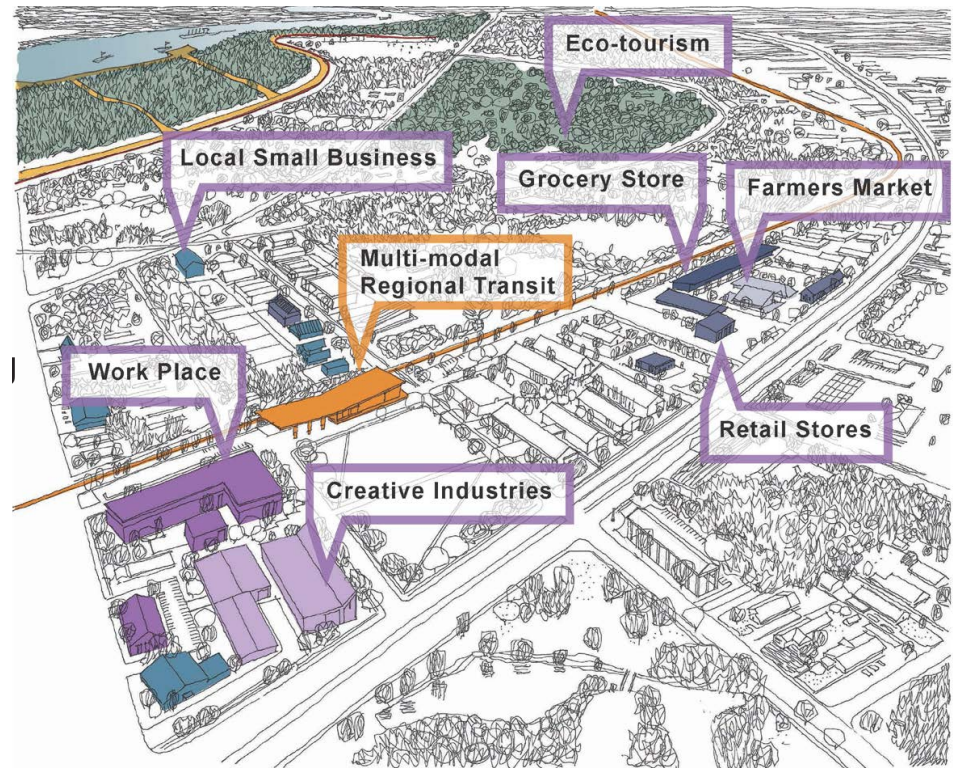 Eco-tourism
Local Small Business
Grocery Store
Farmers Market
Multi-modal
Regional Transit
Work Place
Retail Stores
Creative Industries